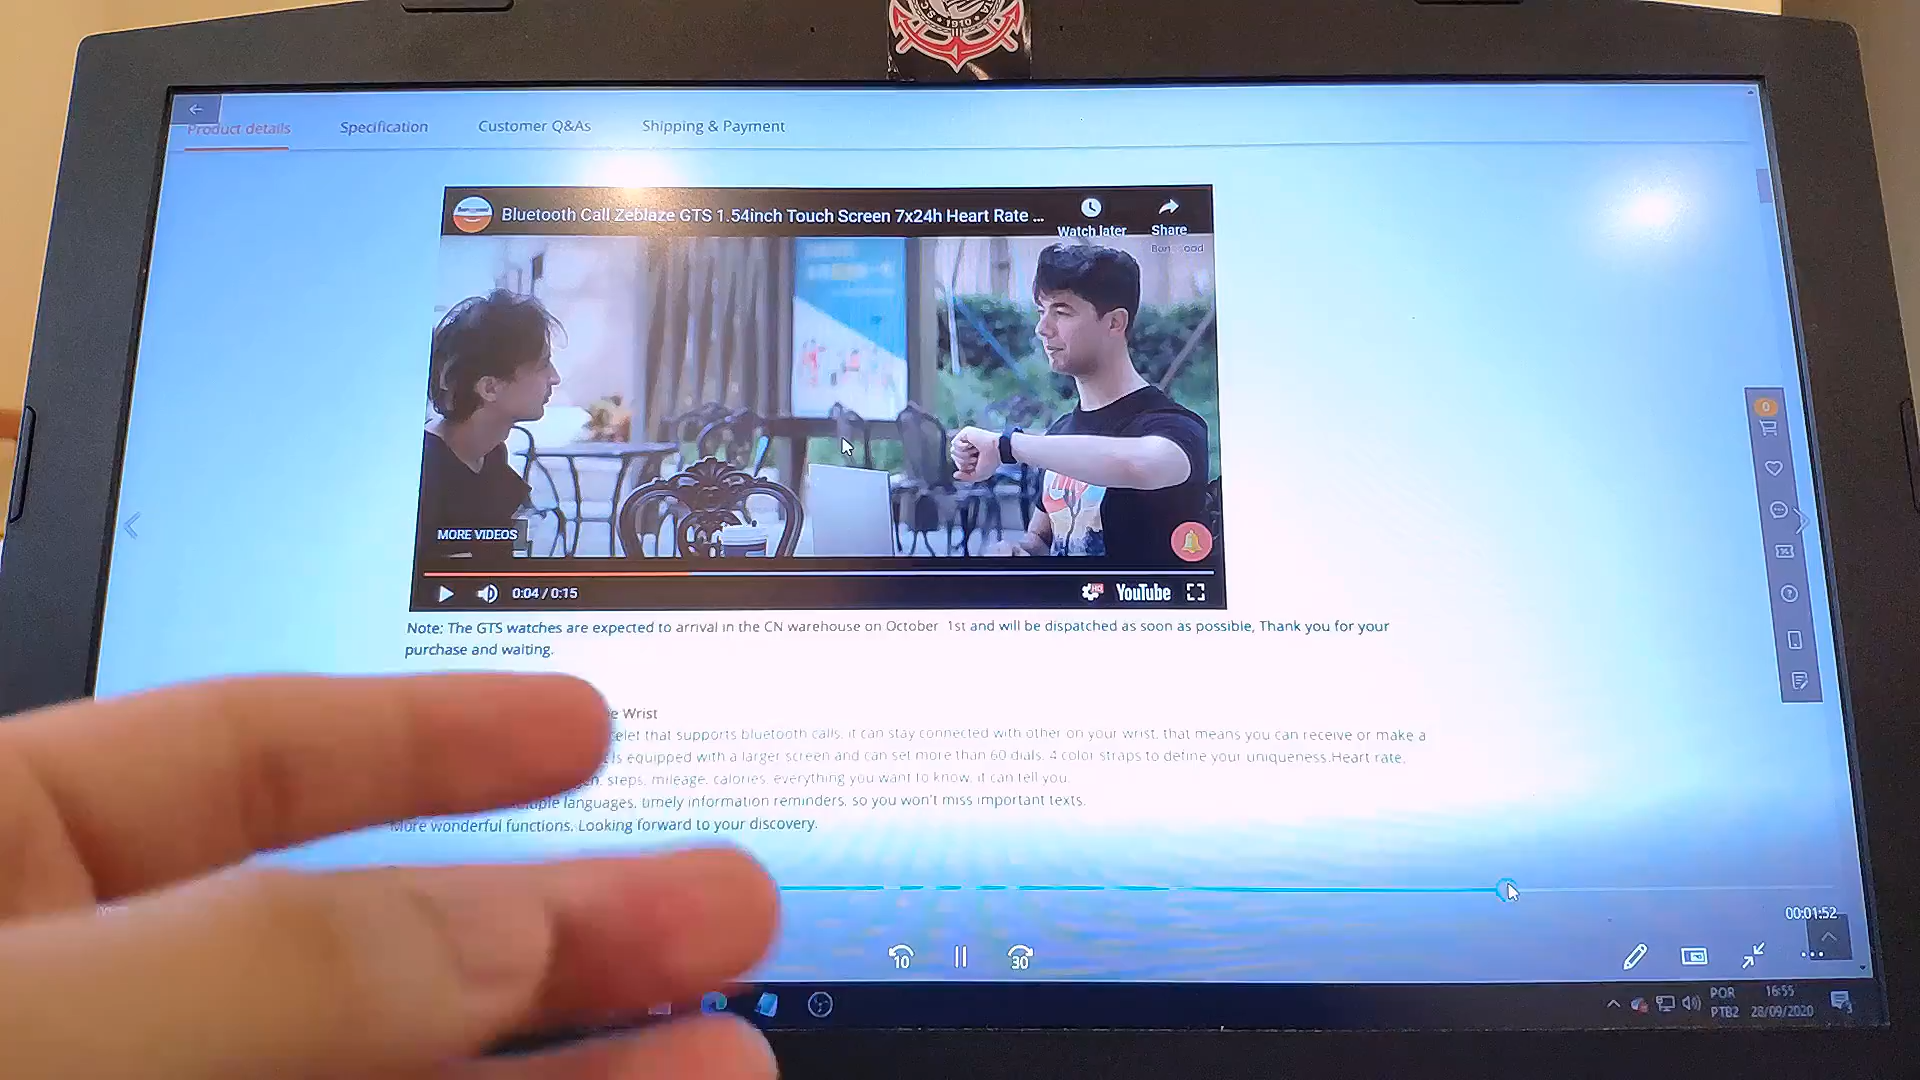 1910
Product details
Specification
Customer Q&As
Shipping & Payment
Bluetooth Call Zeblaze GTS 1.54inch Touch Screen 7x24h Heart Rate ...
Watch later
Share
MORE VIDEOS
0:04 / 0:15
YouTube
Note: The GTS watches are expected to arrival in the CN warehouse on October 1st and will be dispatched as soon as possible, Thank you for your
purchase and waiting.
Wrist
that supports bluetooth calls, it can stay connected with other on your wrist, that means you can receive or make a
is equipped with a larger screen and can set more than 60 dials. 4 color straps to define your uniqueness.Heart rate,
steps, mileage, calories, everything you want to know, it can tell you.
languages, timely information reminders, so you won't miss important texts.
More wonderful functions, Looking forward to your discovery.
0
00:01:52
10
30
POR
PTB2
16:55
28/09/2020
3